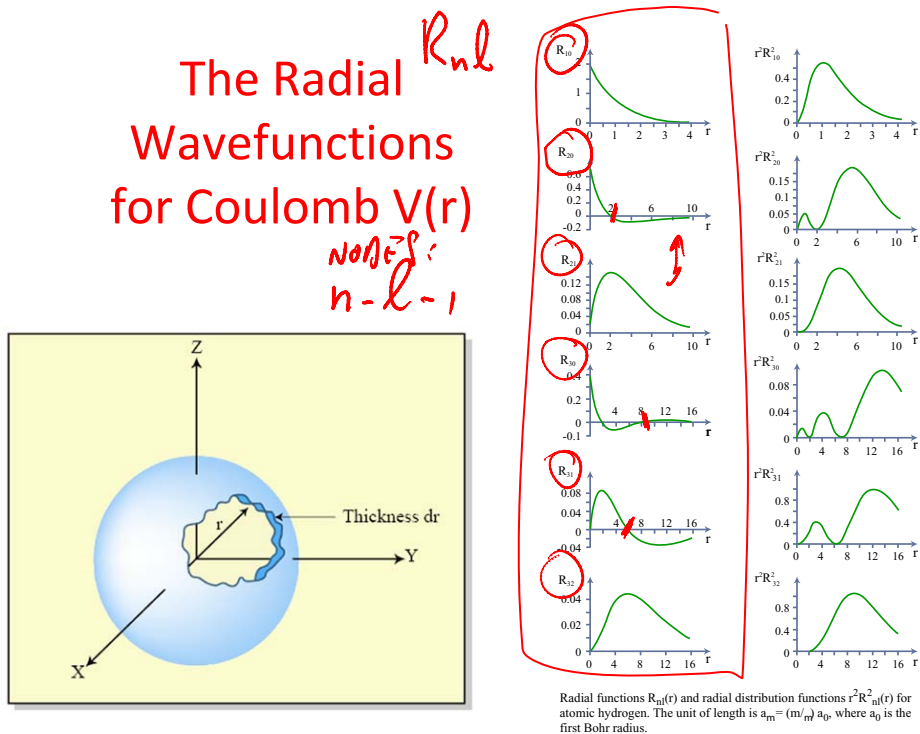 The Radial
Wavefunctions
for Coulomb V(r)
Rnl
NODES:
n-l-1
Z
r
Thickness dr
Y
X
R10
2
1
0
0 1 2 3 4 r
r²R²10
0.4
0.2
0
0 1 2 3 4 r
R20
0.6
0.4
0.2
0
-0.2
2 6 10
r
r²R²20
0.15
0.1
0.05
0
0 2 6 10 r
R21
0.12
0.08
0.04
0
0 2 6 10 r
r²R²21
0.15
0.1
0.05
0
0 2 6 10 r
R30
0.4
0.2
0
-0.1
4 8 12 16
r
r²R²30
0.08
0.04
0
0 4 8 12 16 r
R31
0.08
0.04
0
0.04
4 8 12 16
r
r²R²31
0.8
0.4
0
0 4 8 12 16 r
R32
0.04
0.02
0
0 4 8 12 16 r
r²R²32
0.8
0.4
0
0 4 8 12 16 r
Radial functions Rnl(r) and radial distribution functions r²R²nl(r) for
atomic hydrogen. The unit of length is am = (m/m) a0, where a0 is the
first Bohr radius.